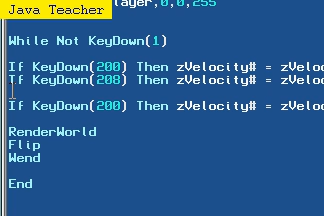 Java Teacher
layer,0,0,255
While Not KeyDown(1)
If KeyDown(200) Then zVelocity# = zVeloc
If KeyDown(208) Then zVelocity# = zVeloc
If KeyDown(200) Then zVelocity# = zVeloc
RenderWorld
Flip
Wend
End